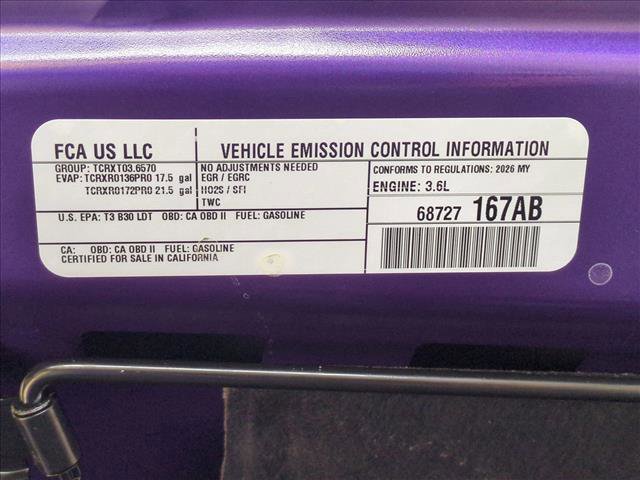 FCA US LLC
VEHICLE EMISSION CONTROL INFORMATION
GROUP: TCRXT03.6570
EVAP: TCRXR0136PR0 17.5 gal
TCRXR0172PR0 21.5 gal
NO ADJUSTMENTS NEEDED
EGR / EGRC
HO2S / SFI
TWC
CONFORMS TO REGULATIONS: 2026 MY
ENGINE: 3.6L
68727 167AB
U.S. EPA: T3 B30 LDT OBD: CA OBD II FUEL: GASOLINE
CA: OBD: CA OBD II FUEL: GASOLINE
CERTIFIED FOR SALE IN CALIFORNIA